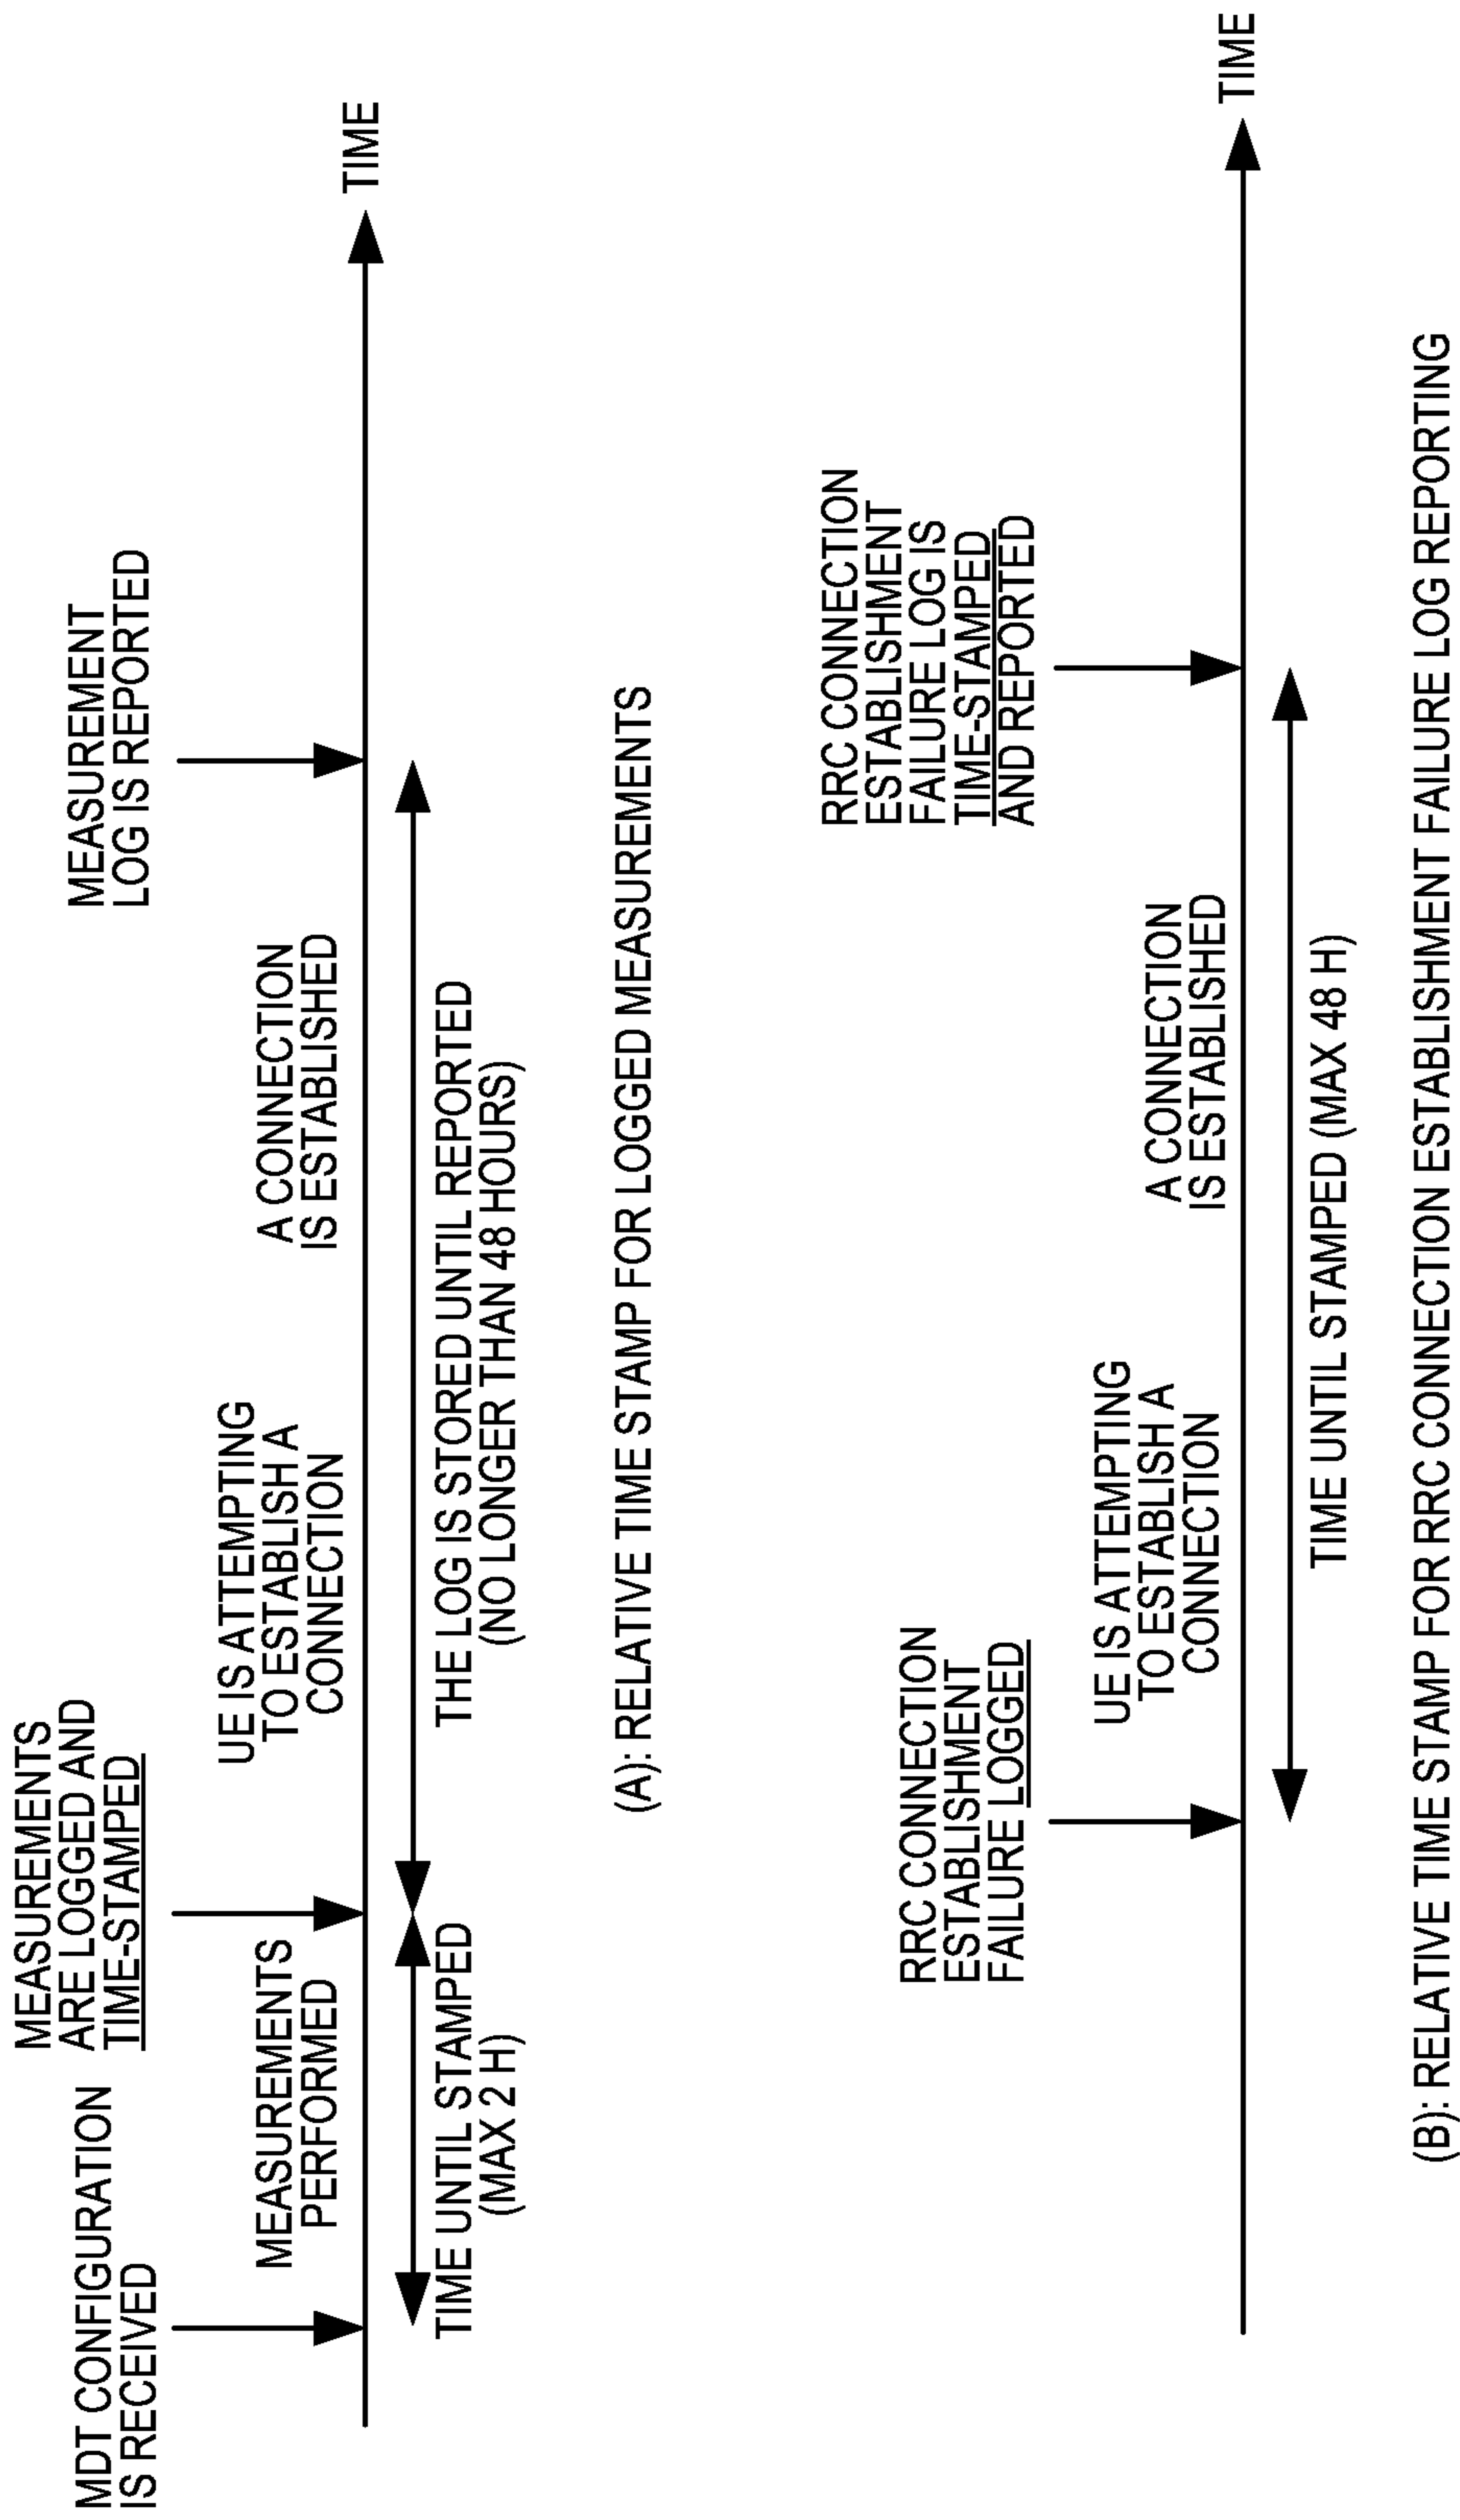 MDT CONFIGURATION
IS RECEIVED
MEASUREMENTS
ARE LOGGED AND
TIME-STAMPED
MEASUREMENT
LOG IS REPORTED
MEASUREMENTS
PERFORMED
UE IS ATTEMPTING
TO ESTABLISH A
CONNECTION
A CONNECTION
IS ESTABLISHED
TIME
TIME UNTIL STAMPED
(MAX 2 H)
THE LOG IS STORED UNTIL REPORTED
(NO LONGER THAN 48 HOURS)
(A): RELATIVE TIME STAMP FOR LOGGED MEASUREMENTS
RRC CONNECTION
ESTABLISHMENT
FAILURE LOGGED
RRC CONNECTION
ESTABLISHMENT
FAILURE LOG IS
TIME-STAMPED
AND REPORTED
UE IS ATTEMPTING
TO ESTABLISH A
CONNECTION
A CONNECTION
IS ESTABLISHED
TIME
TIME UNTIL STAMPED (MAX 48 H)
(B): RELATIVE TIME STAMP FOR RRC CONNECTION ESTABLISHMENT FAILURE LOG REPORTING